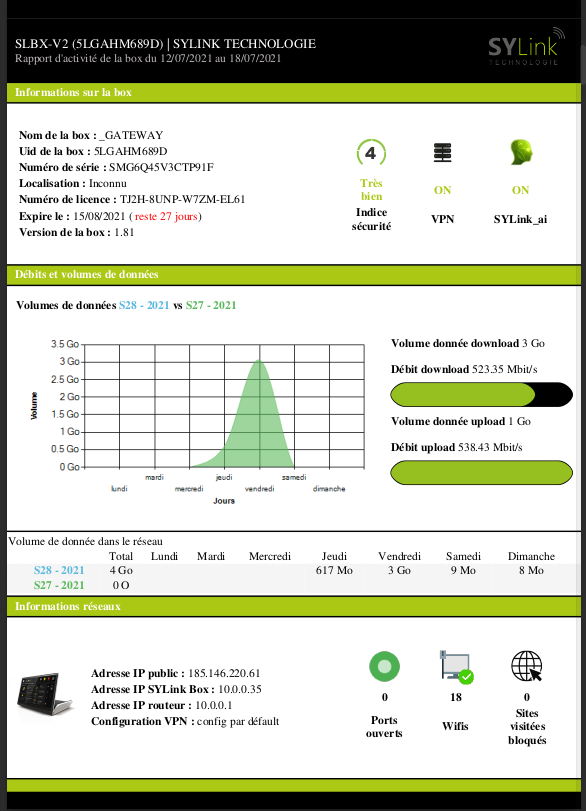 SLBX-V2 (5LGAHM689D) | SYLINK TECHNOLOGIE
Rapport d'activité de la box du 12/07/2021 au 18/07/2021
SYLink
TECHNOLOGIE
Informations sur la box
Nom de la box : _GATEWAY
Uid de la box : 5LGAHM689D
Numéro de série : SMG6Q45V3CTP91F
Localisation : Inconnu
Numéro de licence : TJ2H-8UNP-W7ZM-EL61
Expire le : 15/08/2021 ( reste 27 jours)
Version de la box : 1.81
4
Très
bien
Indice
sécurité
ON
VPN
ON
SYLink_ai
Débits et volumes de données
Volumes de données S28 - 2021 vs S27 - 2021
3.5 Go
3 Go
2.5 Go
2 Go
1.5 Go
1 Go
0.5 Go
0 Go
Volume
mardi jeudi samedi
lundi mercredi vendredi dimanche
Jours
Volume donnée download 3 Go
Débit download 523.35 Mbit/s
Volume donnée upload 1 Go
Débit upload 538.43 Mbit/s
Volume de donnée dans le réseau
Total Lundi Mardi Mercredi Jeudi Vendredi Samedi Dimanche
S28 - 2021 4 Go 617 Mo 3 Go 9 Mo 8 Mo
S27 - 2021 0 O
Informations réseaux
Adresse IP public : 185.146.220.61
Adresse IP SYLink Box : 10.0.0.35
Adresse IP routeur : 10.0.0.1
Configuration VPN : config par défault
0
Ports
ouverts
18
Wifis
0
Sites
visitées
bloqués